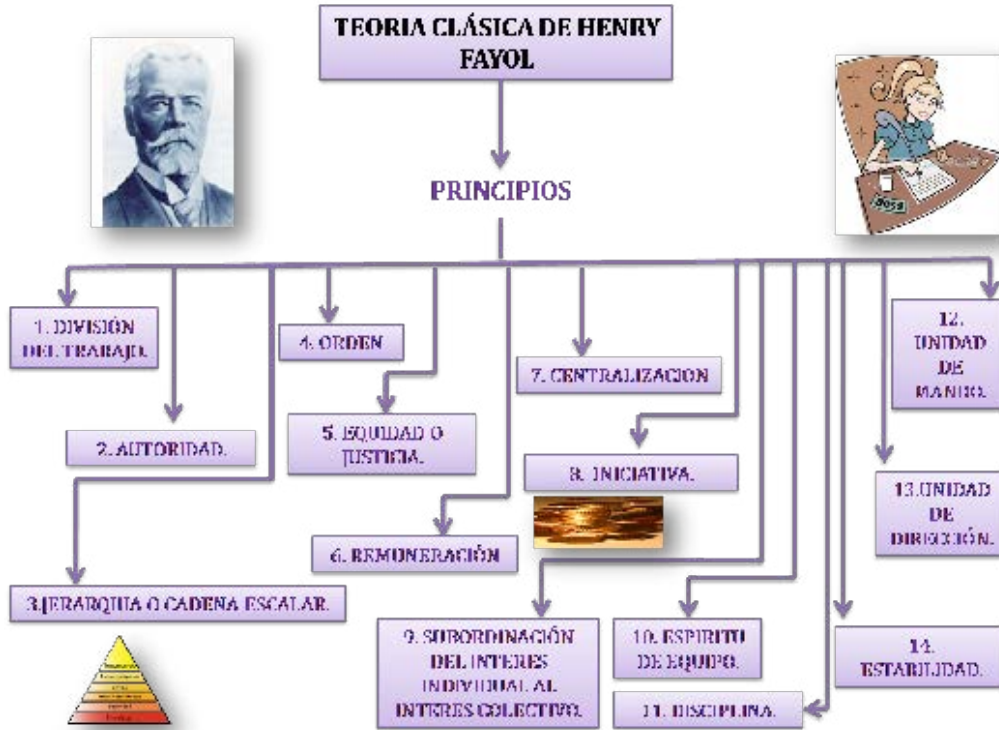 TEORIA CLÁSICA DE HENRY
FAYOL
PRINCIPIOS
1. DIVISIÓN
DEL TRABAJO.
2. AUTORIDAD.
3.JERARQUIA O CADENA ESCALAR.
4. ORDEN
5. EQUIDAD O
JUSTICIA.
6. REMUNERACIÓN
7. CENTRALIZACION
8. INICIATIVA.
9. SUBORDINACIÓN
DEL INTERES
INDIVIDUAL AL
INTERES COLECTIVO.
10. ESPIRITU
DE EQUIPO.
11. DISCIPLINA.
12.
UNIDAD
DE
MANDO.
13.UNIDAD
DE
DIRECCIÓN.
14.
ESTABILIDAD.